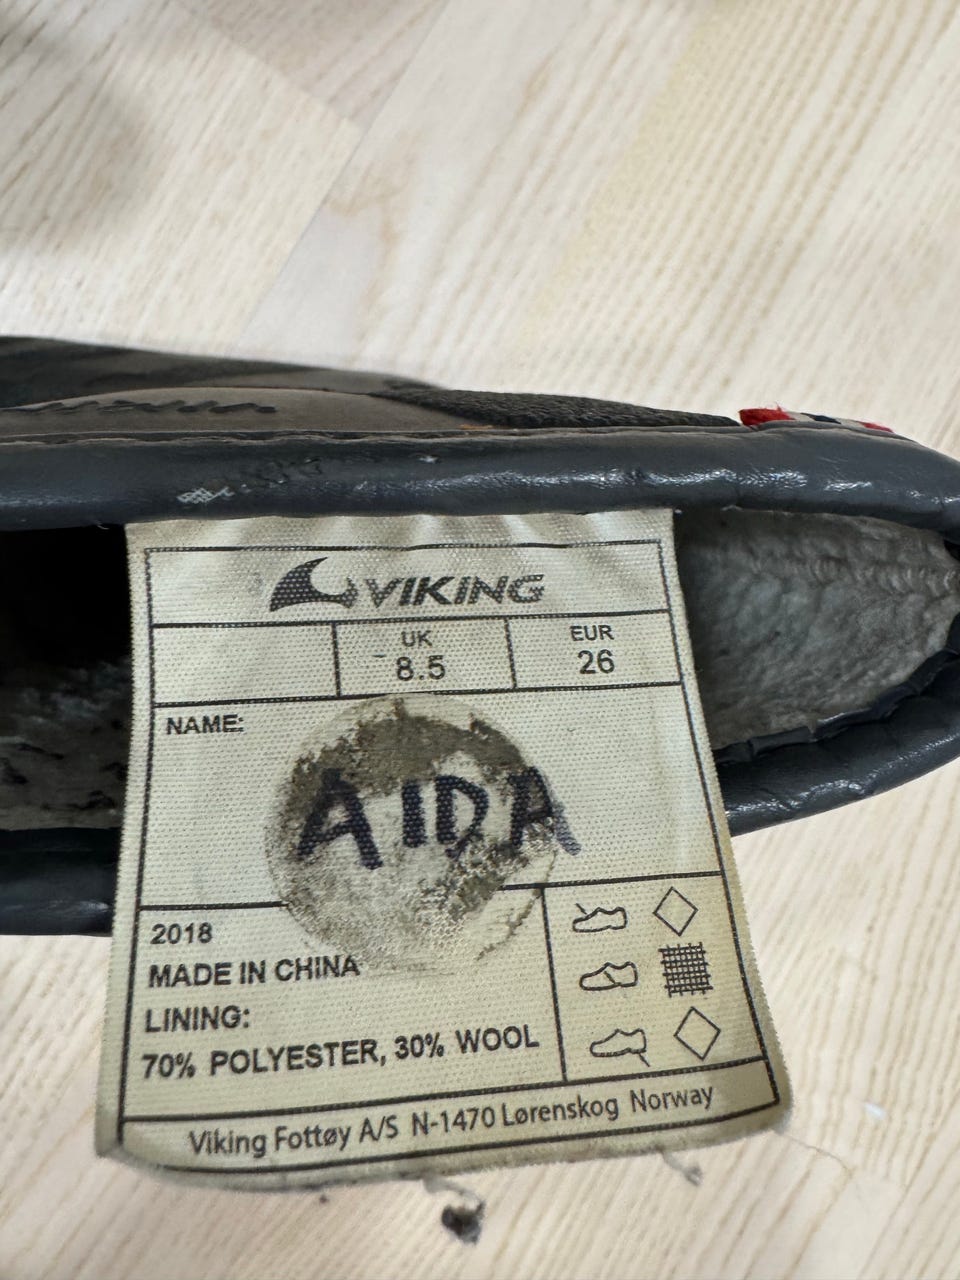 VIKING
UK
8.5
EUR
26
NAME:
AIDA
2018
MADE IN CHINA
LINING:
70% POLYESTER, 30% WOOL
Viking Fottøy A/S N-1470 Lørenskog Norway